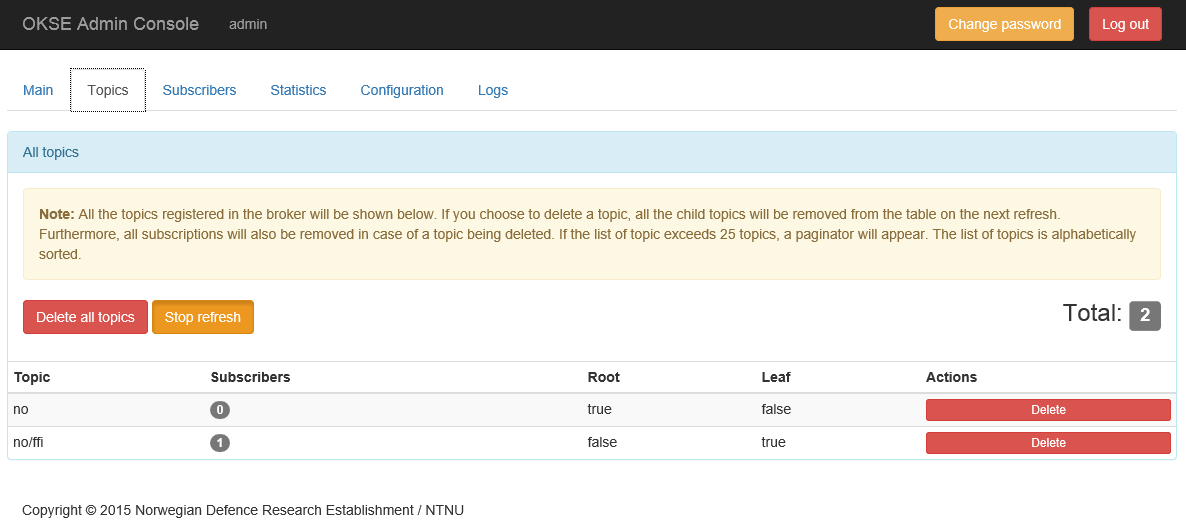 OKSE Admin Console admin Change password Log out
Main Topics Subscribers Statistics Configuration Logs
All topics
Note: All the topics registered in the broker will be shown below. If you choose to delete a topic, all the child topics will be removed from the table on the next refresh.
Furthermore, all subscriptions will also be removed in case of a topic being deleted. If the list of topic exceeds 25 topics, a paginator will appear. The list of topics is alphabetically
sorted.
Delete all topics Stop refresh Total: 2
Topic Subscribers Root Leaf Actions
no 0 true false Delete
no/ffi 1 false true Delete
Copyright © 2015 Norwegian Defence Research Establishment / NTNU